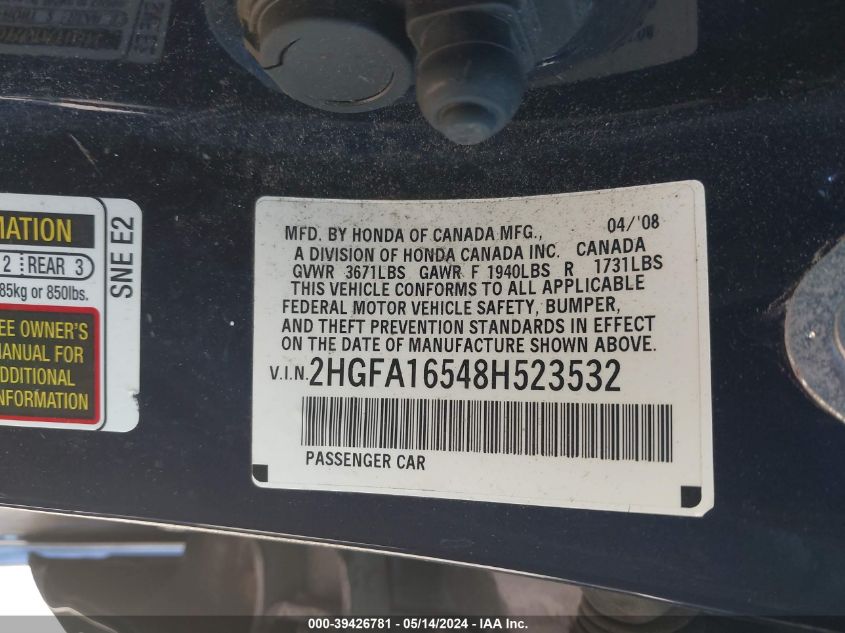 MATION
2 REAR 3
85kg or 850lbs.
EE OWNER'S
MANUAL FOR
ADDITIONAL
INFORMATION
SNE E2
MFD. BY HONDA OF CANADA MFG., 04/'08
A DIVISION OF HONDA CANADA INC. CANADA
GVWR 3671LBS GAWR F 1940LBS R 1731LBS
THIS VEHICLE CONFORMS TO ALL APPLICABLE
FEDERAL MOTOR VEHICLE SAFETY, BUMPER,
AND THEFT PREVENTION STANDARDS IN EFFECT
ON THE DATE OF MANUFACTURE SHOWN ABOVE.
V.I.N. 2HGFA16548H523532
PASSENGER CAR
000-39426781 - 05/14/2024 - IAA Inc.